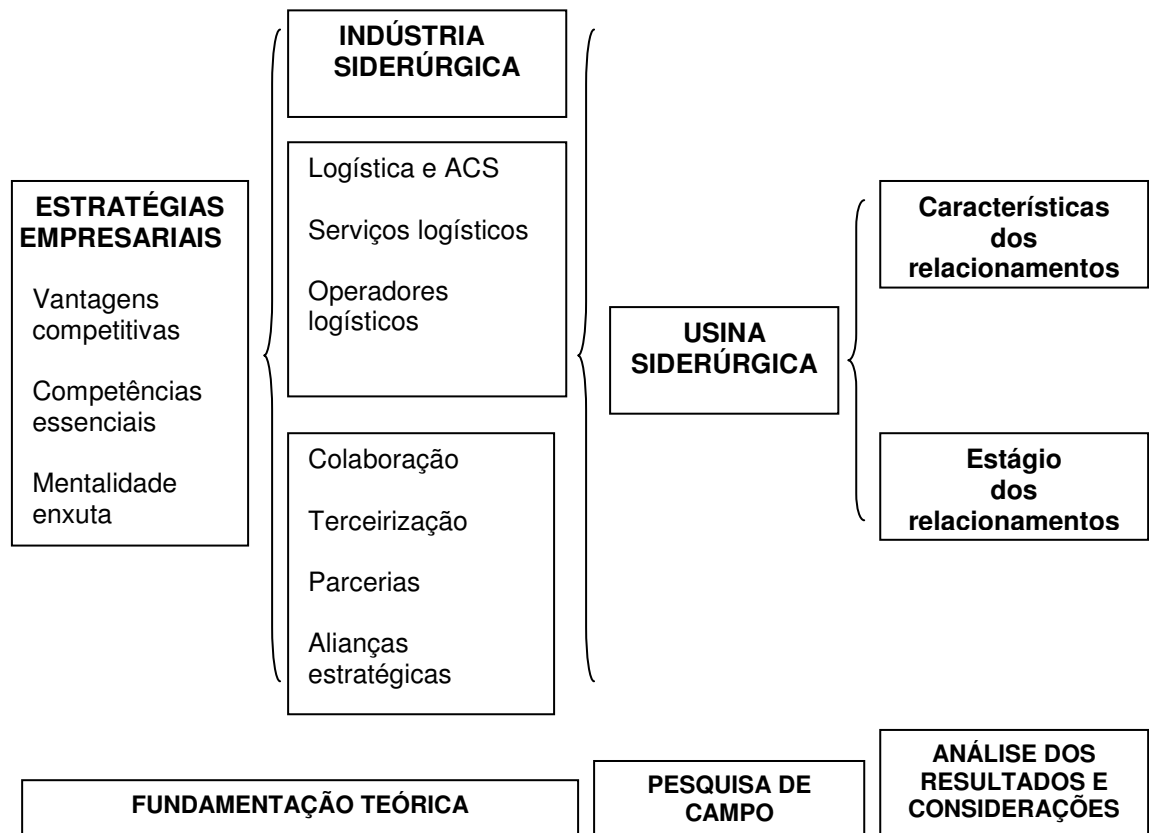 ESTRATÉGIAS
EMPRESARIAIS
Vantagens
competitivas
Competências
essenciais
Mentalidade
enxuta
INDÚSTRIA
SIDERÚRGICA
Logística e ACS
Serviços logísticos
Operadores
logísticos
Colaboração
Terceirização
Parcerias
Alianças
estratégicas
USINA
SIDERÚRGICA
Características
dos
relacionamentos
Estágio
dos
relacionamentos
FUNDAMENTAÇÃO TEÓRICA
PESQUISA DE
CAMPO
ANÁLISE DOS
RESULTADOS E
CONSIDERAÇÕES